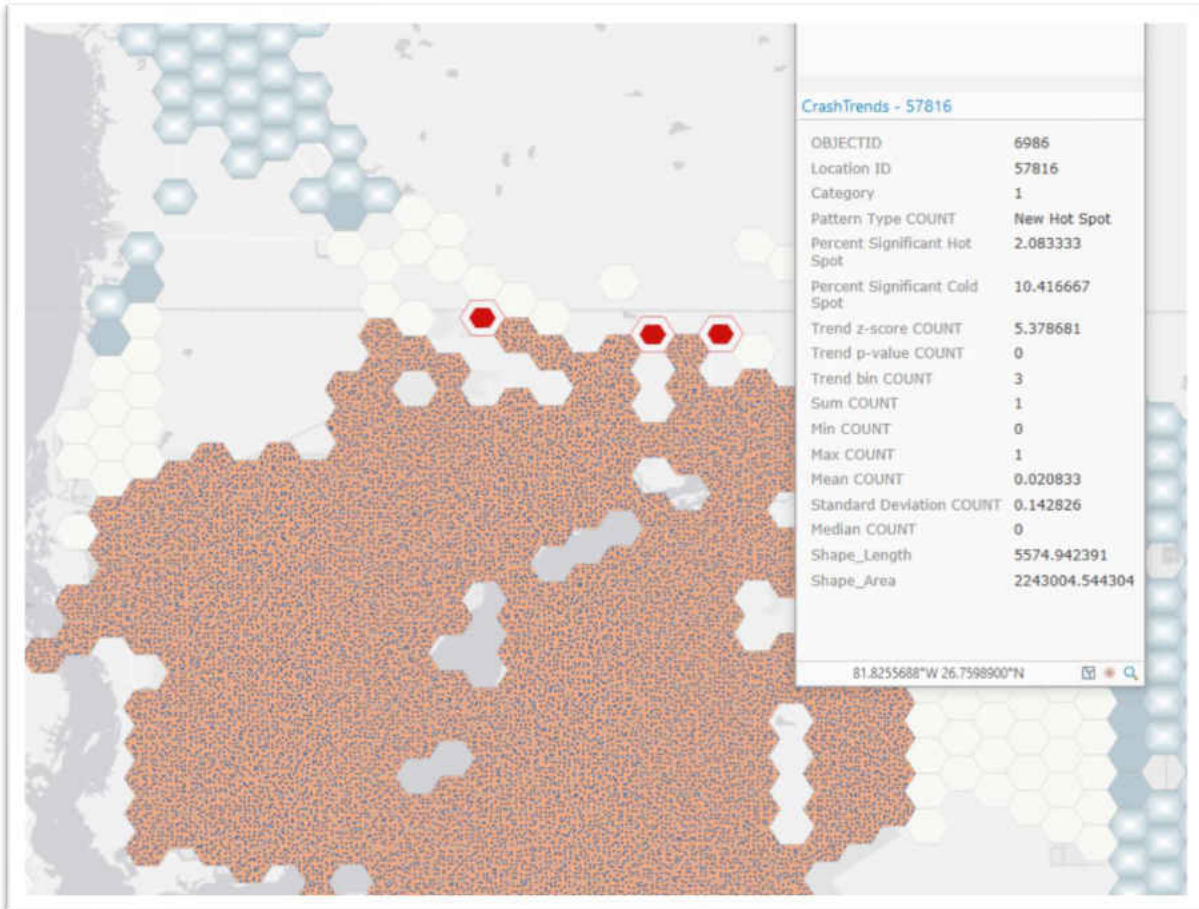 CrashTrends - 57816
OBJECTID 6986
Location ID 57816
Category 1
Pattern Type COUNT New Hot Spot
Percent Significant Hot 2.083333
Spot
Percent Significant Cold 10.416667
Spot
Trend z-score COUNT 5.378681
Trend p-value COUNT 0
Trend bin COUNT 3
Sum COUNT 1
Min COUNT 0
Max COUNT 1
Mean COUNT 0.020833
Standard Deviation COUNT 0.142826
Median COUNT 0
Shape_Length 5574.942391
Shape_Area 2243004.544304
81.8255688°W 26.7598900°N